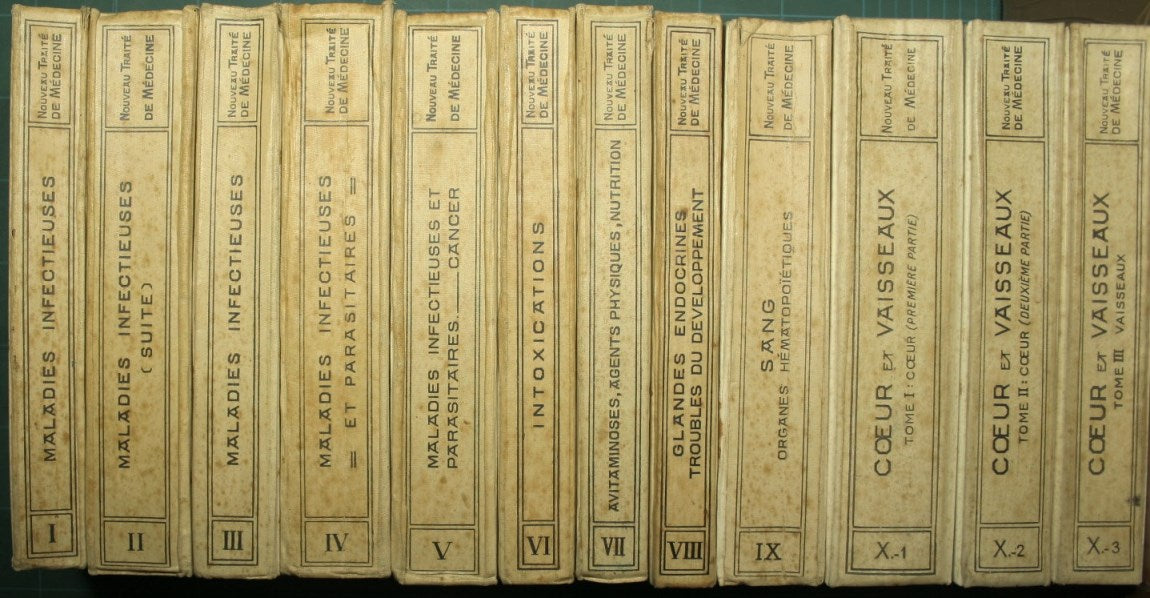 NOUVEAU TRAITÉ
DE MÉDECINE
MALADIES INFECTIEUSES
I
NOUVEAU TRAITÉ
DE MÉDECINE
MALADIES INFECTIEUSES
(SUITE)
II
NOUVEAU TRAITÉ
DE MÉDECINE
MALADIES INFECTIEUSES
III
NOUVEAU TRAITÉ
DE MÉDECINE
MALADIES INFECTIEUSES
= ET PARASITAIRES =
IV
NOUVEAU TRAITÉ
DE MÉDECINE
MALADIES INFECTIEUSES ET
PARASITAIRES___CANCER
V
NOUVEAU TRAITÉ
DE MÉDECINE
INTOXICATIONS
VI
NOUVEAU TRAITÉ
DE MÉDECINE
AVITAMINOSES, AGENTS PHYSIQUES, NUTRITION
VII
NOUVEAU TRAITÉ
DE MÉDECINE
GLANDES ENDOCRINES
TROUBLES DU DEVELOPPEMENT
VIII
NOUVEAU TRAITÉ
DE MÉDECINE
SANG
ORGANES HÉMATOPOÏÉTIQUES
IX
NOUVEAU TRAITÉ
DE MÉDECINE
CŒUR ET VAISSEAUX
TOME I : CŒUR (PREMIÈRE PARTIE)
X.-1
NOUVEAU TRAITÉ
DE MÉDECINE
CŒUR ET VAISSEAUX
TOME II : CŒUR (DEUXIÈME PARTIE)
X.-2
NOUVEAU TRAITÉ
DE MÉDECINE
CŒUR ET VAISSEAUX
TOME III VAISSEAUX
X.-3